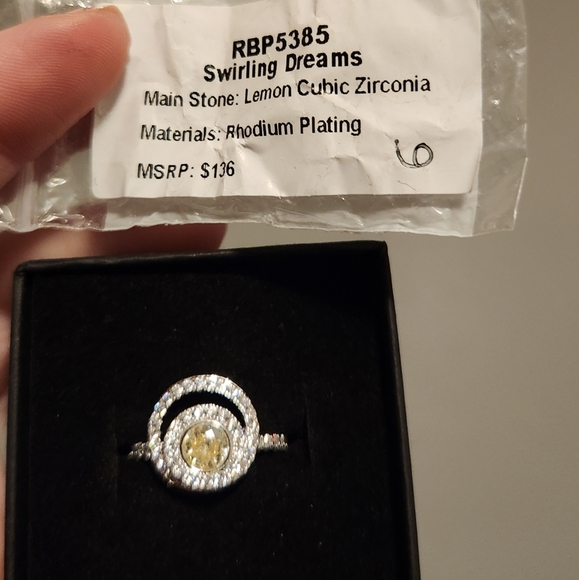 RBP5385
Swirling Dreams
Main Stone: Lemon Cubic Zirconia
Materials: Rhodium Plating
MSRP: $136
6